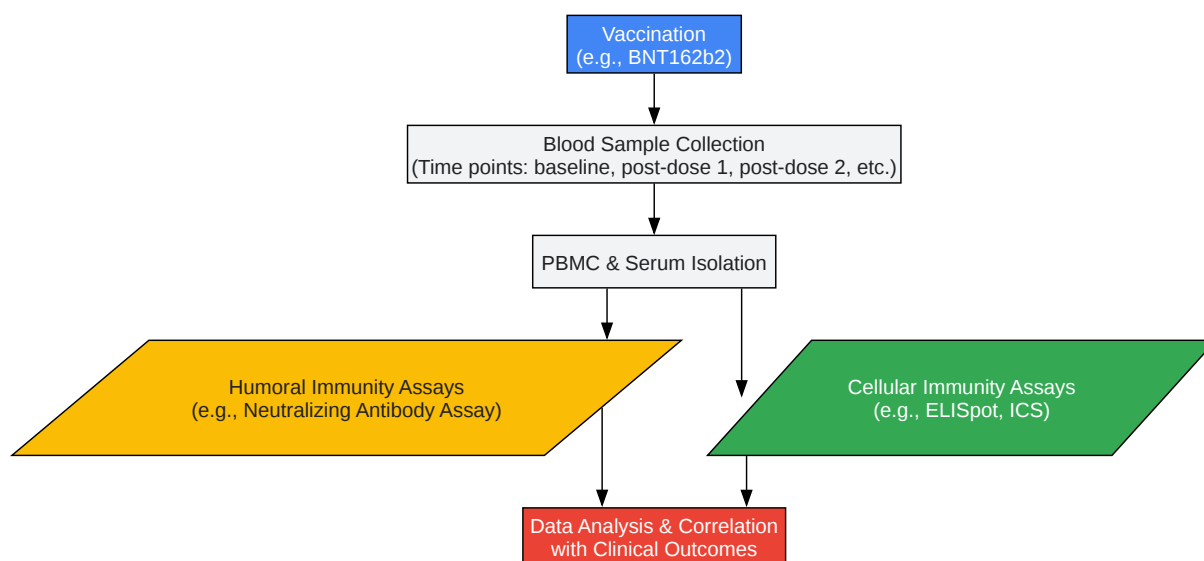 Vaccination
(e.g., BNT162b2)
Blood Sample Collection
(Time points: baseline, post-dose 1, post-dose 2, etc.)
PBMC & Serum Isolation
Humoral Immunity Assays
(e.g., Neutralizing Antibody Assay)
Cellular Immunity Assays
(e.g., ELISpot, ICS)
Data Analysis & Correlation
with Clinical Outcomes